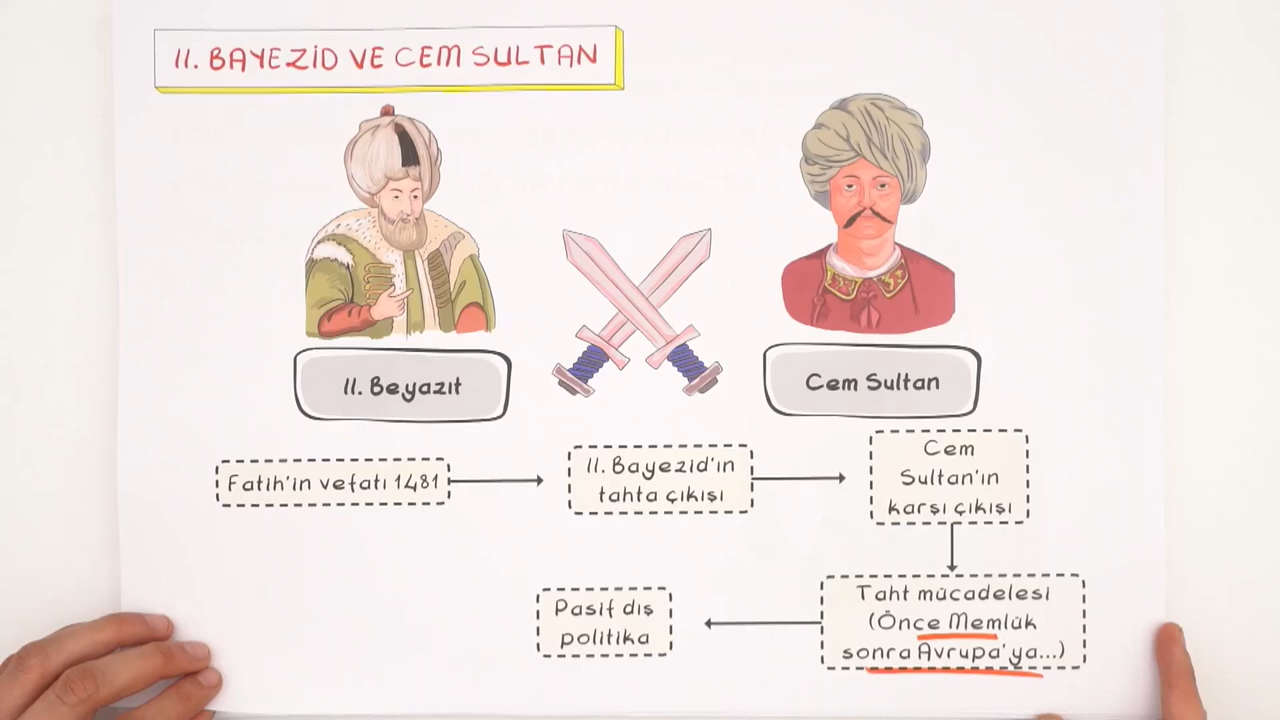 II. BAYEZİD VE CEM SULTAN
II. Beyazıt
Cem Sultan
Fatih'in vefatı 1481
II. Bayezid'in
tahta çıkışı
Cem
Sultan'ın
karşı çıkışı
Taht mücadelesi
(Önce Memlük
sonra Avrupa'ya...)
Pasif dış
politika